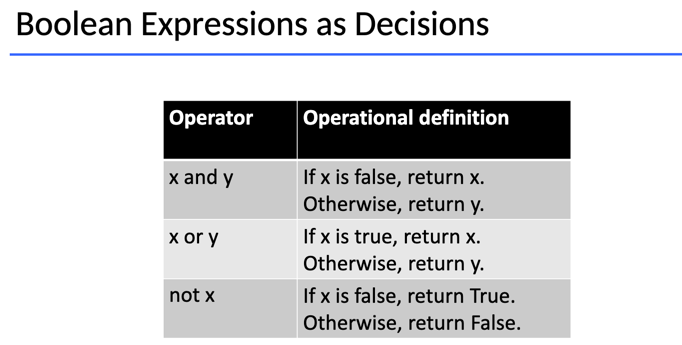 Boolean Expressions as Decisions
Operator Operational definition
x and y If x is false, return x.
Otherwise, return y.
x or y If x is true, return x.
Otherwise, return y.
not x If x is false, return True.
Otherwise, return False.